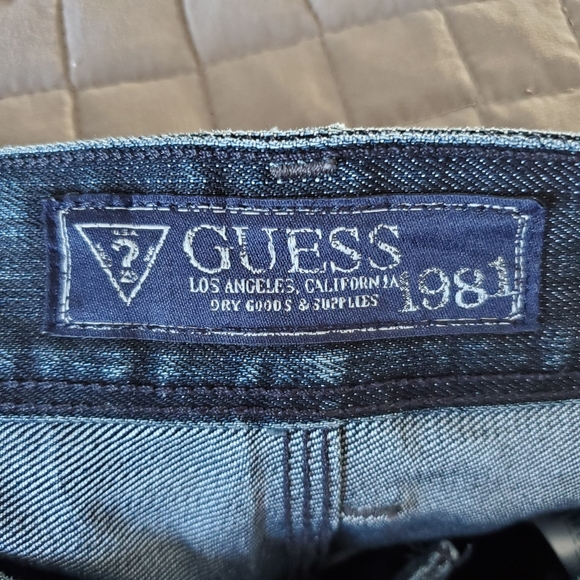 ?
GUESS
LOS ANGELES, CALIFORNIA
DRY GOODS & SUPPLIES
1981